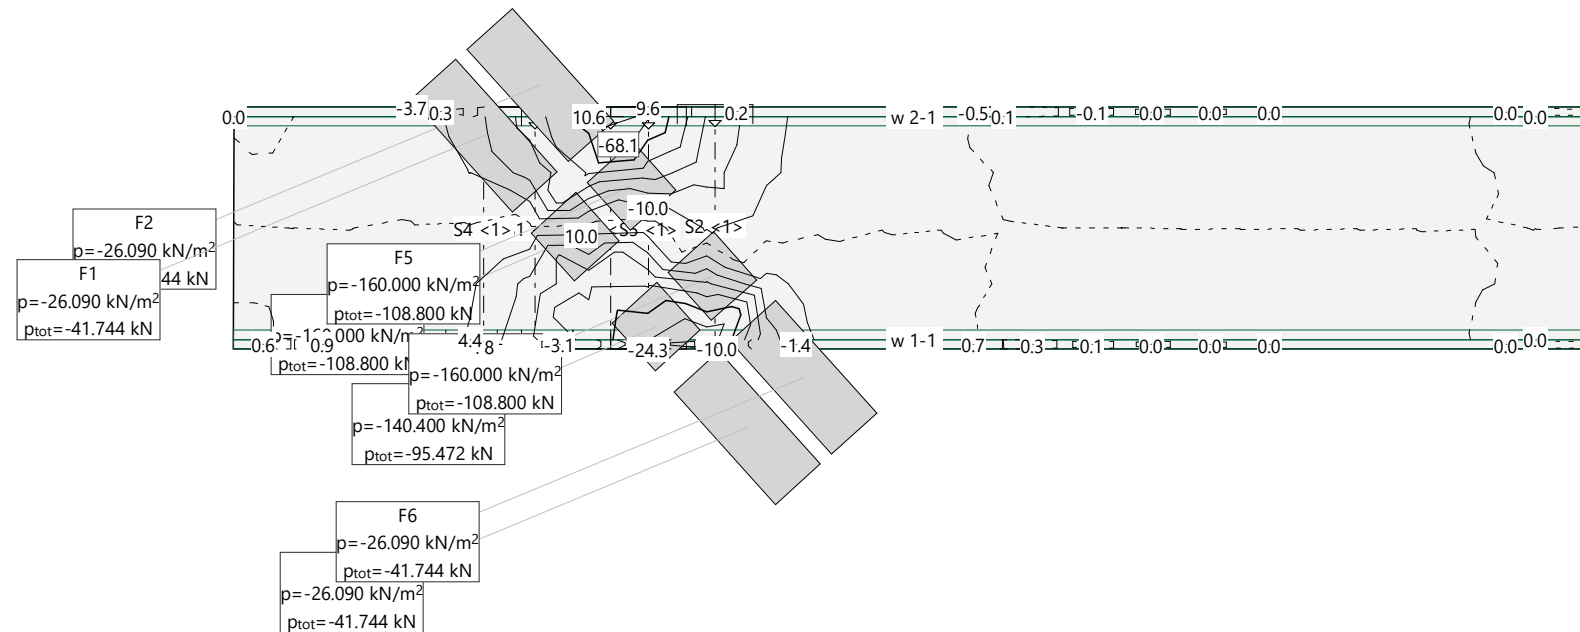 0.0
-3.7
0.3
10.6
9.6
0.2
w 2-1
-0.5
0.1
-0.1
0.0
0.0
0.0
0.0
0.0
-68.1
-10.0
S4 <1>
10.0
<1>
S2 <1>
F2
p=-26.090 kN/m²
44 kN
F1
p=-26.090 kN/m²
ptot=-41.744 kN
F5
p=-160.000 kN/m²
ptot=-108.800 kN
p=-160.000 kN/m²
ptot=-108.800 kN
0.6
0.9
4.4
-3.1
-24.3
-10.0
-1.4
w 1-1
0.7
0.3
0.1
0.0
0.0
0.0
0.0
0.0
p=-160.000 kN/m²
ptot=-108.800 kN
p=-140.400 kN/m²
ptot=-95.472 kN
F6
p=-26.090 kN/m²
ptot=-41.744 kN
p=-26.090 kN/m²
ptot=-41.744 kN